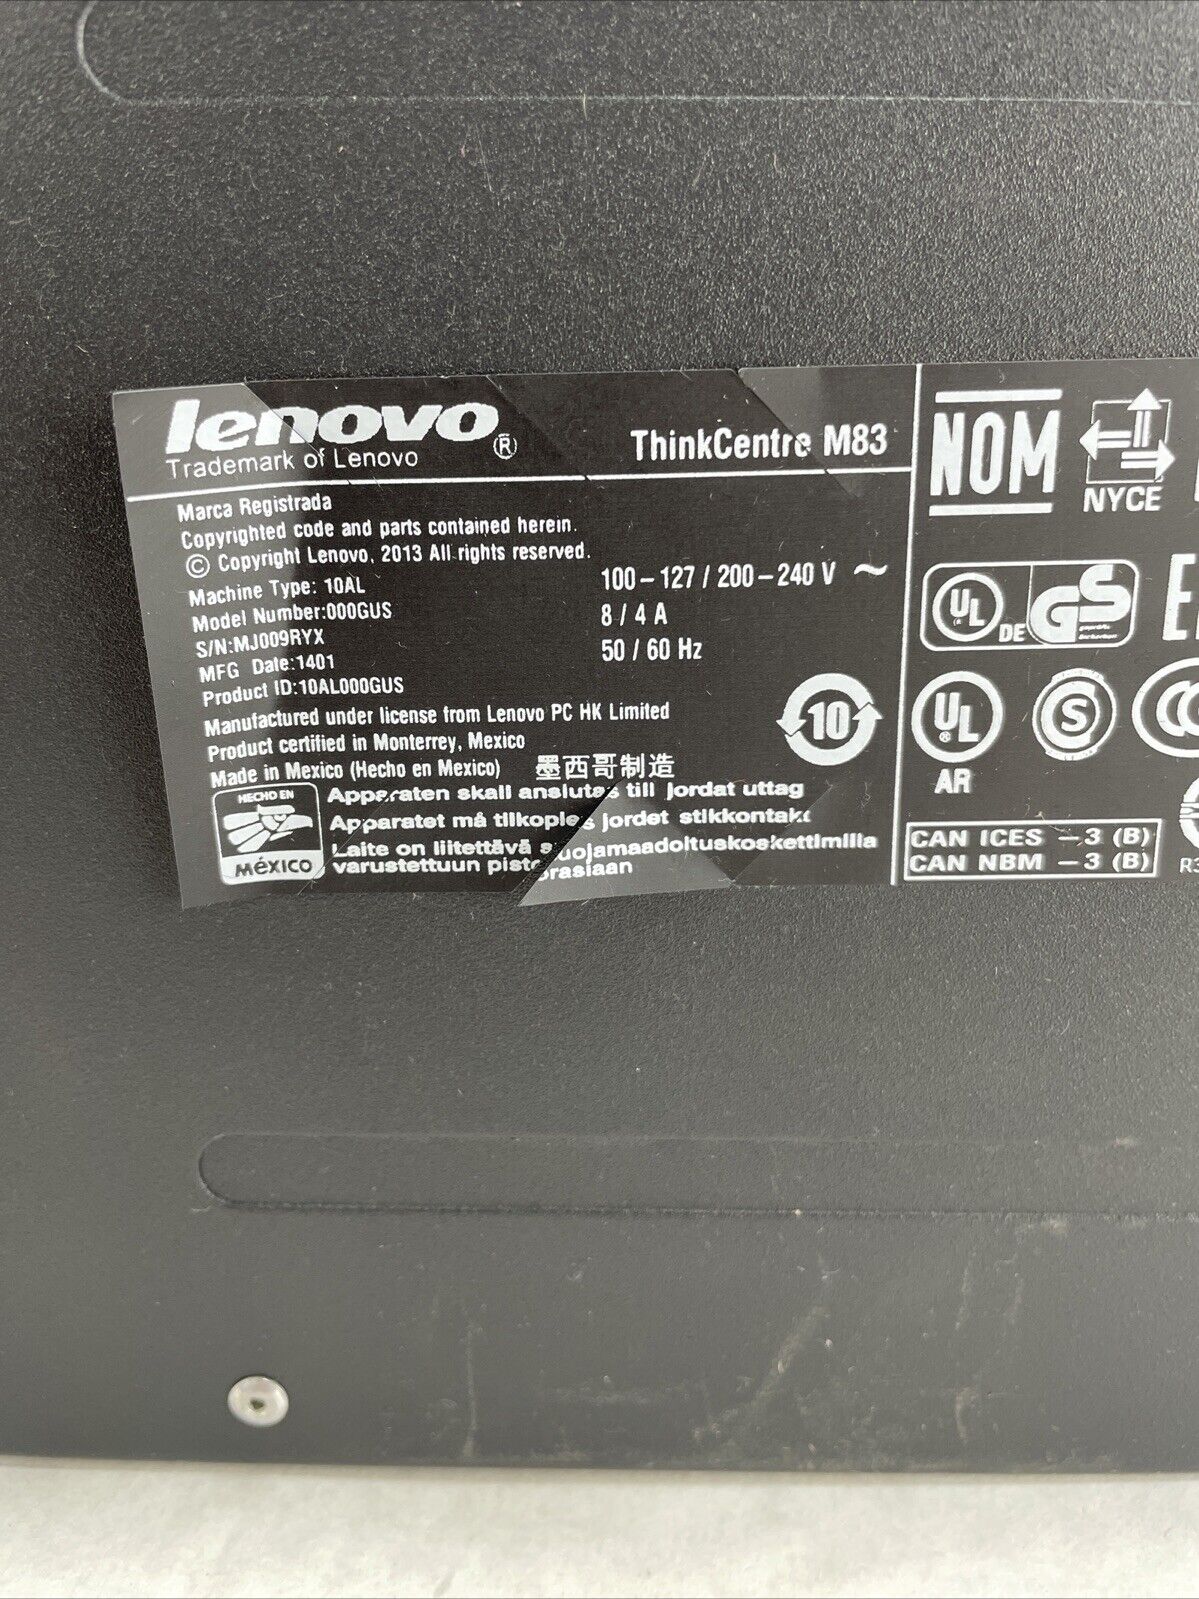 lenovo ®
Trademark of Lenovo
ThinkCentre M83
Marca Registrada
Copyrighted code and parts contained herein.
© Copyright Lenovo, 2013 All rights reserved.
Machine Type: 10AL
Model Number:000GUS
S/N:MJ009RYX
MFG Date:1401
Product ID:10AL000GUS
100-127 / 200-240 V ~
8 / 4 A
50 / 60 Hz
Manufactured under license from Lenovo PC HK Limited
Product certified in Monterrey, Mexico
Made in Mexico (Hecho en Mexico) 墨西哥制造
10
HECHO EN
MéxICO
Apparaten skall anslutas till jordat uttag
Apparatet må tilkoples jordet stikkontakt
Laite on liitettävä suojamaadoituskoskettimilla
varustettuun pistorasiaan
NOM
NYCE
UL
DE
GS
UL
AR
S
CAN ICES -3 (B)
CAN NBM -3 (B)